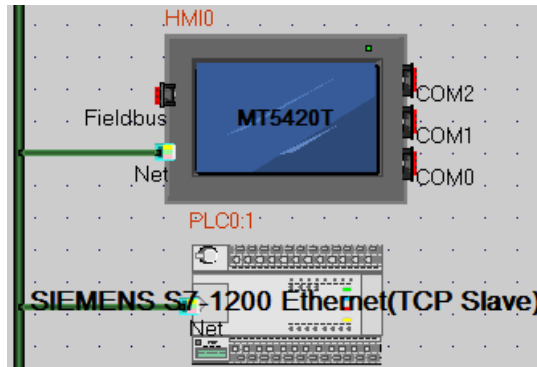 HMI0
MT5420T
COM2
Fieldbus
COM1
Net
COM0
PLC0:1
SIEMENS S7-1200 Ethernet(TCP Slave)
Net